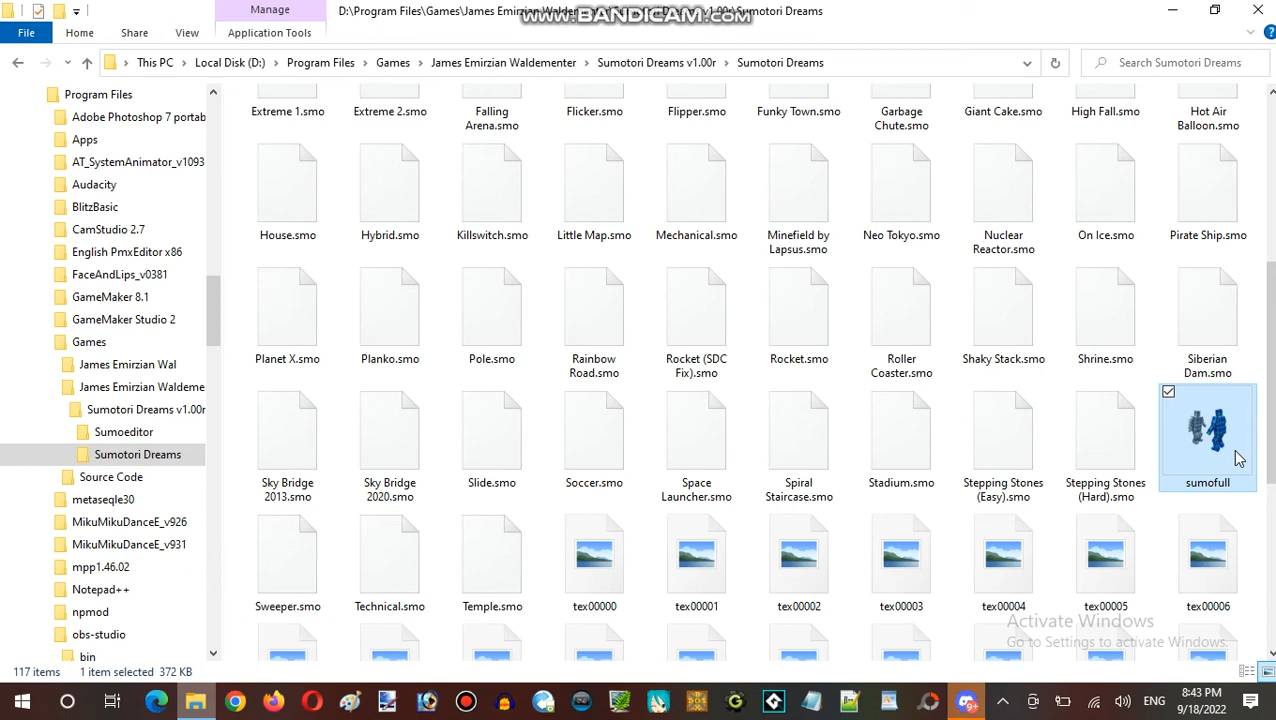 Manage
D:\Program Files\Games\James Emirzian Waldementer\Sumotori Dreams v1.00r\Sumotori Dreams
www.BANDICAM.com
File
Home
Share
View
Application Tools
This PC > Local Disk (D:) > Program Files > Games > James Emirzian Waldementer > Sumotori Dreams v1.00r > Sumotori Dreams
Search Sumotori Dreams
Program Files
Adobe Photoshop 7 portab
Apps
AT_SystemAnimator_v1093
Audacity
BlitzBasic
CamStudio 2.7
English PmxEditor x86
FaceAndLips_v0381
GameMaker 8.1
GameMaker Studio 2
Games
James Emirzian Wal
James Emirzian Waldeme
Sumotori Dreams v1.00r
Sumoeditor
Sumotori Dreams
Source Code
metaseqle30
MikuMikuDanceE_v926
MikuMikuDanceE_v931
mpp1.46.02
Notepad++
npmod
obs-studio
bin
Extreme 1.smo
Extreme 2.smo
Falling
Arena.smo
Flicker.smo
Flipper.smo
Funky Town.smo
Garbage
Chute.smo
Giant Cake.smo
High Fall.smo
Hot Air
Balloon.smo
House.smo
Hybrid.smo
Killswitch.smo
Little Map.smo
Mechanical.smo
Minefield by
Lapsus.smo
Neo Tokyo.smo
Nuclear
Reactor.smo
On Ice.smo
Pirate Ship.smo
Planet X.smo
Planko.smo
Pole.smo
Rainbow
Road.smo
Rocket (SDC
Fix).smo
Rocket.smo
Roller
Coaster.smo
Shaky Stack.smo
Shrine.smo
Siberian
Dam.smo
Sky Bridge
2013.smo
Sky Bridge
2020.smo
Slide.smo
Soccer.smo
Space
Launcher.smo
Spiral
Staircase.smo
Stadium.smo
Stepping Stones
(Easy).smo
Stepping Stones
(Hard).smo
sumofull
Sweeper.smo
Technical.smo
Temple.smo
tex00000
tex00001
tex00002
tex00003
tex00004
tex00005
tex00006
Activate Windows
Go to Settings to activate Windows.
117 items
1 item selected 372 KB
ENG
8:43 PM
9/18/2022